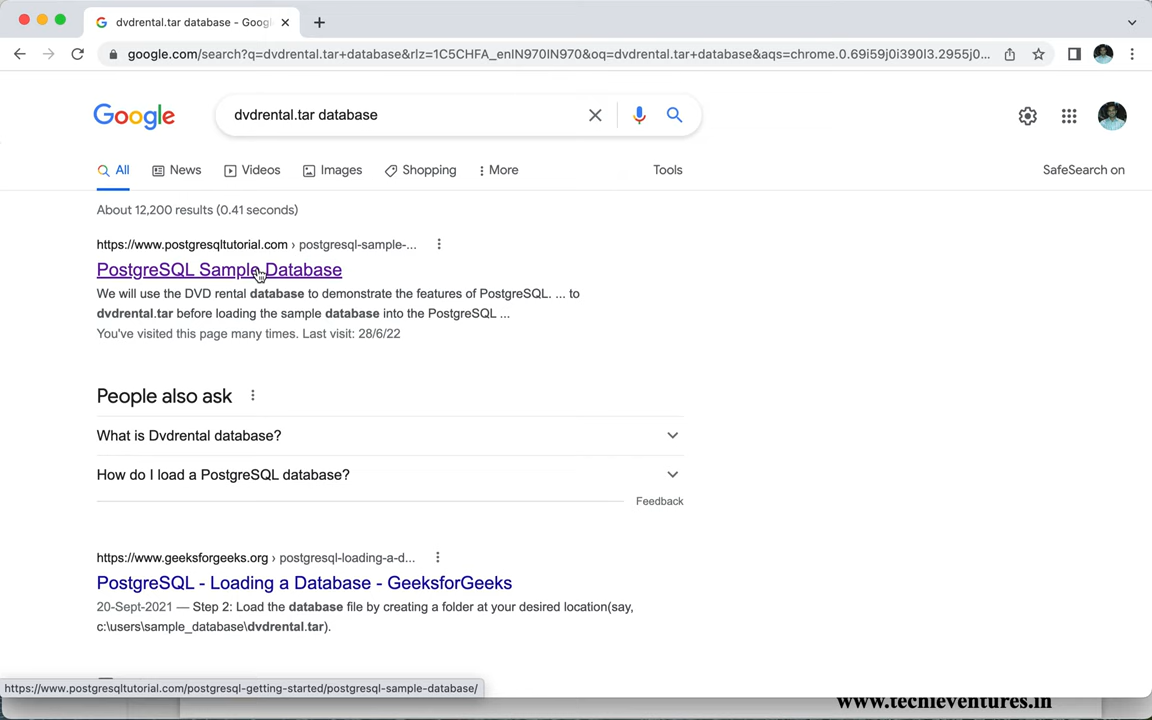 dvdrental.tar database - Goog
google.com/search?q=dvdrental.tar+database&rlz=1C5CHFA_enIN970IN970&oq=dvdrental.tar+database&aqs=chrome.0.69i59j0i390l3.2955j0...
Google
dvdrental.tar database
All
News
Videos
Images
Shopping
More
Tools
SafeSearch on
About 12,200 results (0.41 seconds)
https://www.postgresqltutorial.com › postgresql-sample-...
PostgreSQL Sample Database
We will use the DVD rental database to demonstrate the features of PostgreSQL. ... to
dvdrental.tar before loading the sample database into the PostgreSQL ...
You've visited this page many times. Last visit: 28/6/22
People also ask
What is Dvdrental database?
How do I load a PostgreSQL database?
Feedback
https://www.geeksforgeeks.org › postgresql-loading-a-d...
PostgreSQL - Loading a Database - GeeksforGeeks
20-Sept-2021 — Step 2: Load the database file by creating a folder at your desired location(say,
c:\users\sample_database\dvdrental.tar).
https://www.postgresqltutorial.com/postgresql-getting-started/postgresql-sample-database/
www.techieventures.in